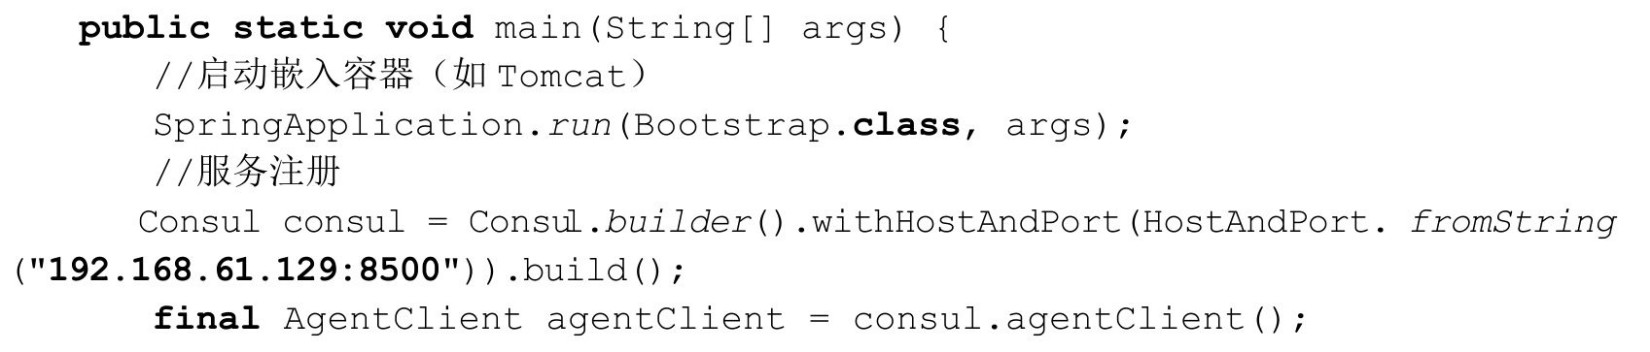 public static void main(String[] args) {
//启动嵌入容器（如 Tomcat）
SpringApplication.run(Bootstrap.class, args);
//服务注册
Consul consul = Consul.builder().withHostAndPort(HostAndPort. fromString
("192.168.61.129:8500")).build();
final AgentClient agentClient = consul.agentClient();